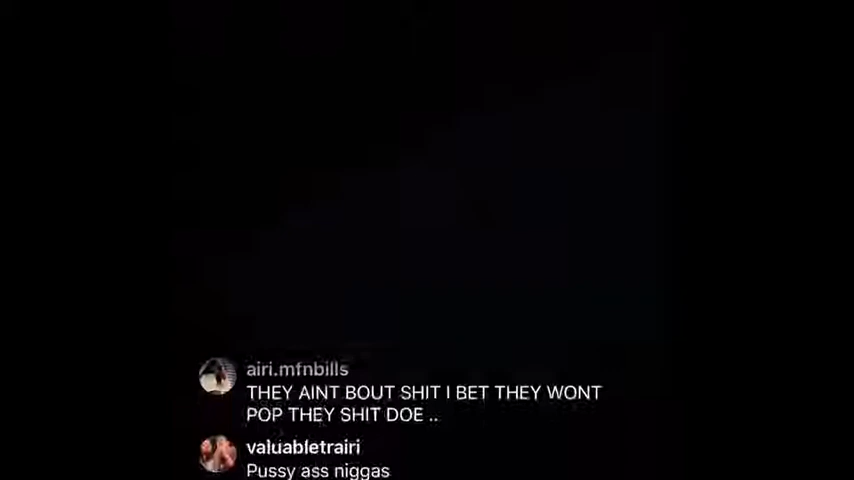 airi.mfnbills
THEY AINT BOUT SHIT I BET THEY WONT
POP THEY SHIT DOE ..
valuabletrairi
Pussy ass niggas